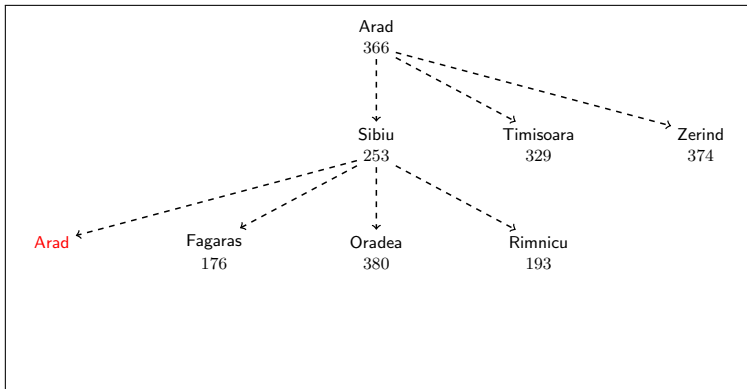 Arad
366
Sibiu
253
Timisoara
329
Zerind
374
Arad
Fagaras
176
Oradea
380
Rimnicu
193